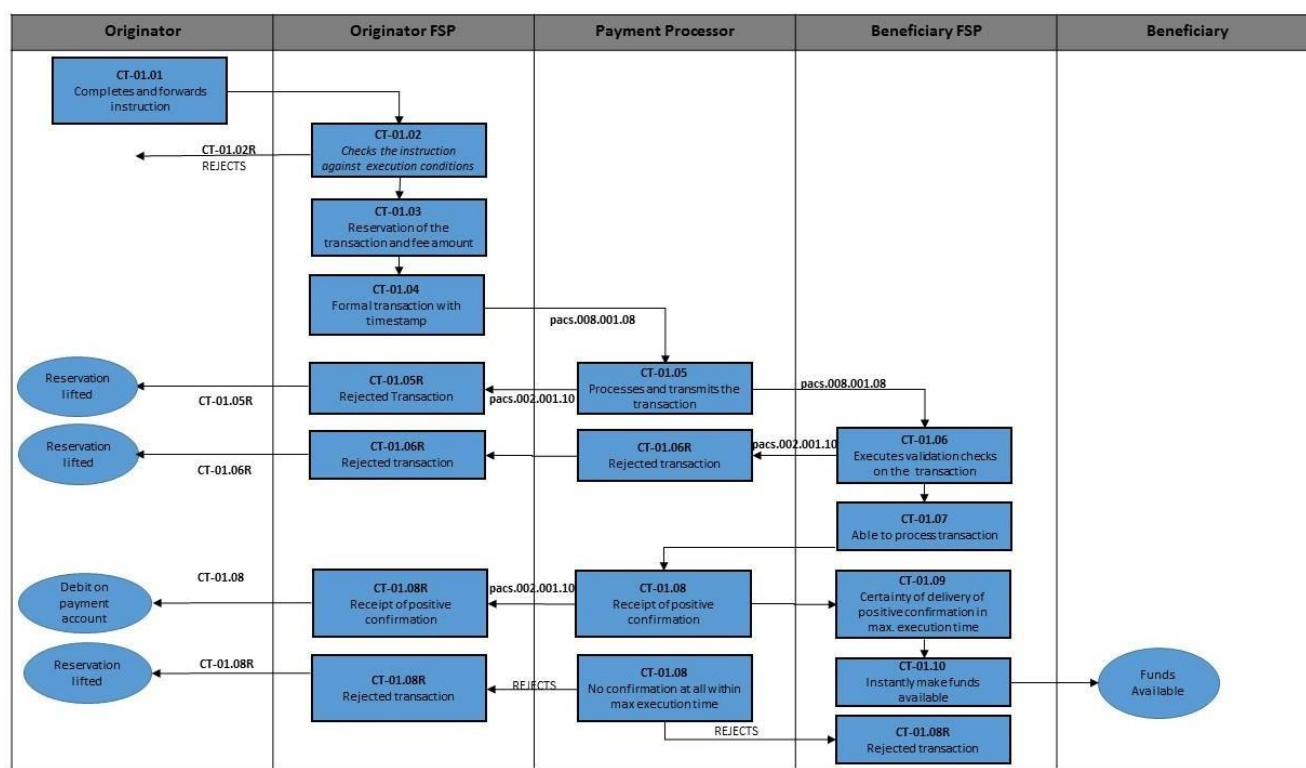 Originator
Originator FSP
Payment Processor
Beneficiary FSP
Beneficiary
CT-01.01
Completes and forwards
instruction
CT-01.02
Checks the instruction
against execution conditions
CT-01.02R
REJECTS
CT-01.03
Reservation of the
transaction and fee amount
CT-01.04
Formal transaction with
timestamp
pacs.008.001.08
Reservation
lifted
CT-01.05R
CT-01.05R
Rejected Transaction
pacs.002.001.10
CT-01.05
Processes and transmits the
transaction
pacs.008.001.08
Reservation
lifted
CT-01.06R
CT-01.06R
Rejected transaction
CT-01.06R
Rejected transaction
pacs.002.001.10
CT-01.06
Executes validation checks
on the transaction
CT-01.07
Able to process transaction
Debit on
payment
account
CT-01.08
CT-01.08R
Receipt of positive
confirmation
pacs.002.001.10
CT-01.08
Receipt of positive
confirmation
CT-01.09
Certainty of delivery of
positive confirmation in
max. execution time
Reservation
lifted
CT-01.08R
CT-01.08R
Rejected transaction
REJECTS
CT-01.08
No confirmation at all within
max execution time
CT-01.10
Instantly make funds
available
Funds
Available
REJECTS
CT-01.08R
Rejected transaction